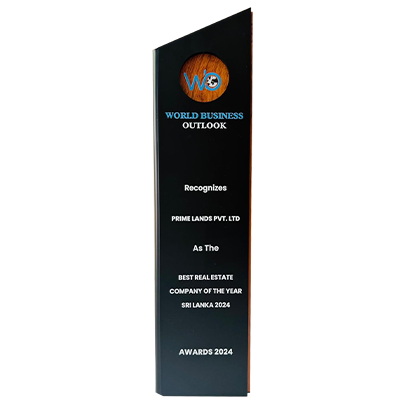 WO
WORLD BUSINESS
OUTLOOK
Recognizes
PRIME LANDS PVT. LTD
As The
BEST REAL ESTATE
COMPANY OF THE YEAR
SRI LANKA 2024
AWARDS 2024